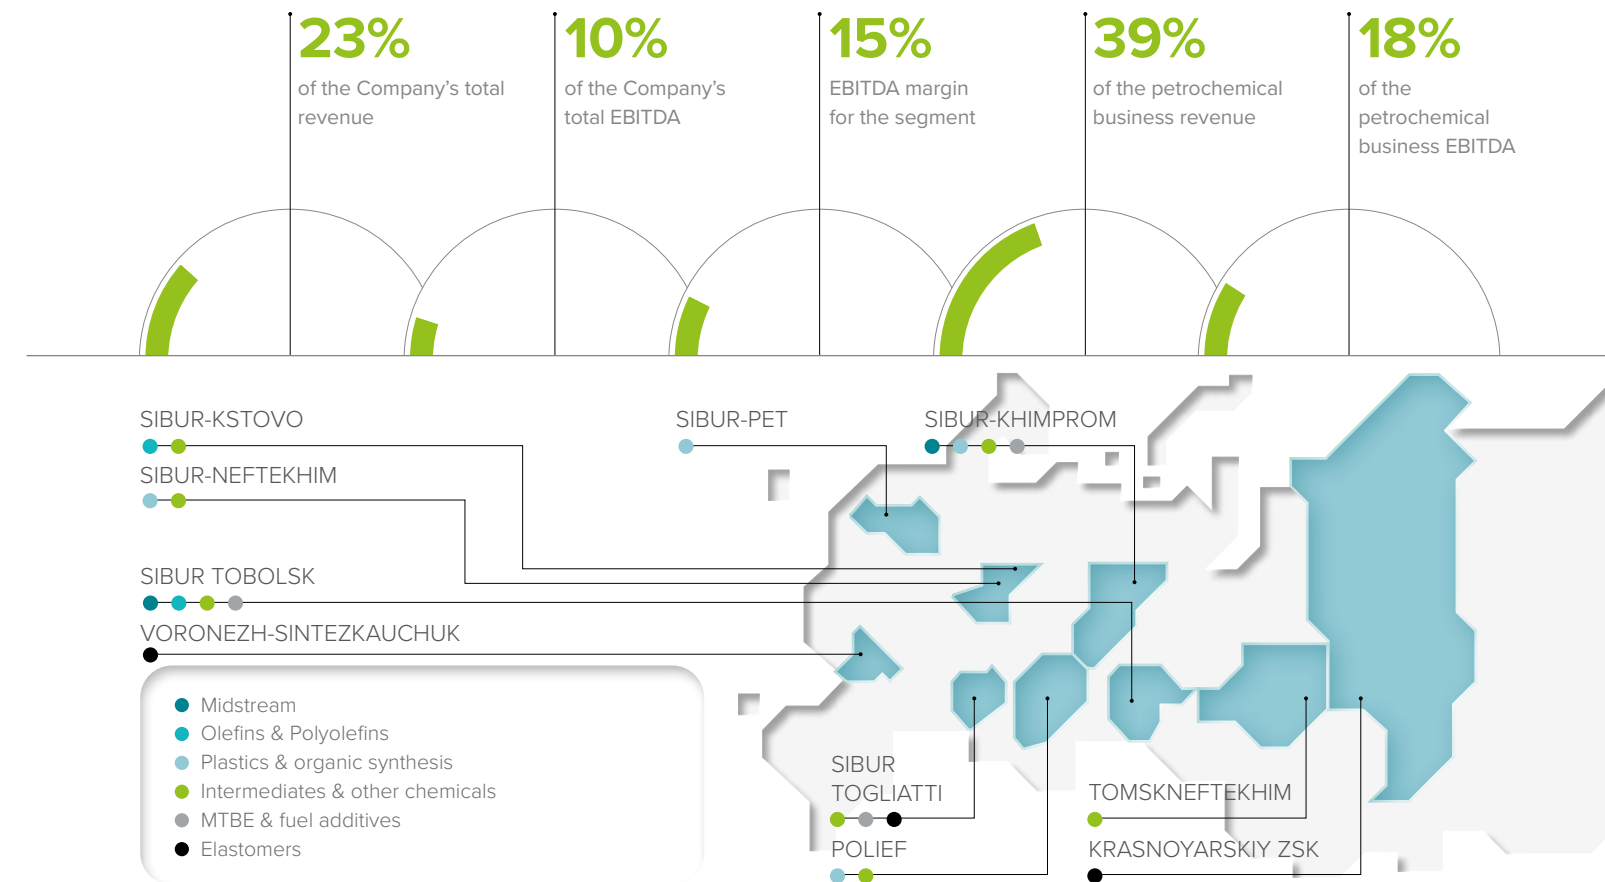 23%
of the Company’s total
revenue
10%
of the Company’s
total EBITDA
15%
EBITDA margin
for the segment
39%
of the petrochemical
business revenue
18%
of the
petrochemical
business EBITDA
SIBUR-KSTOVO
SIBUR-PET
SIBUR-KHIMPROM
SIBUR-NEFTEKHIM
SIBUR TOBOLSK
VORONEZH-SINTEZKAUCHUK
Midstream
Olefins & Polyolefins
Plastics & organic synthesis
Intermediates & other chemicals
MTBE & fuel additives
Elastomers
SIBUR
TOGLIATTI
POLIEF
TOMSKNEFTEKHIM
KRASNOYARSKIY ZSK